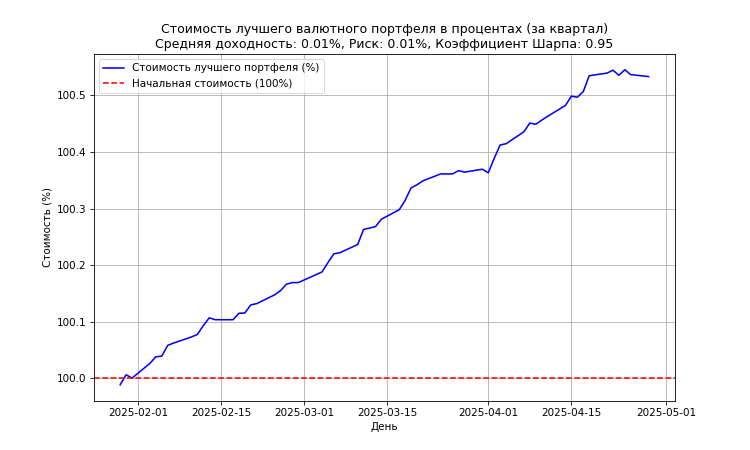 Стоимость лучшего валютного портфеля в процентах (за квартал)
Средняя доходность: 0.01%, Риск: 0.01%, Коэффициент Шарпа: 0.95
Стоимость лучшего портфеля (%)
Начальная стоимость (100%)
Стоимость (%)
100.5
100.4
100.3
100.2
100.1
100.0
2025-02-01
2025-02-15
2025-03-01
2025-03-15
2025-04-01
2025-04-15
2025-05-01
День